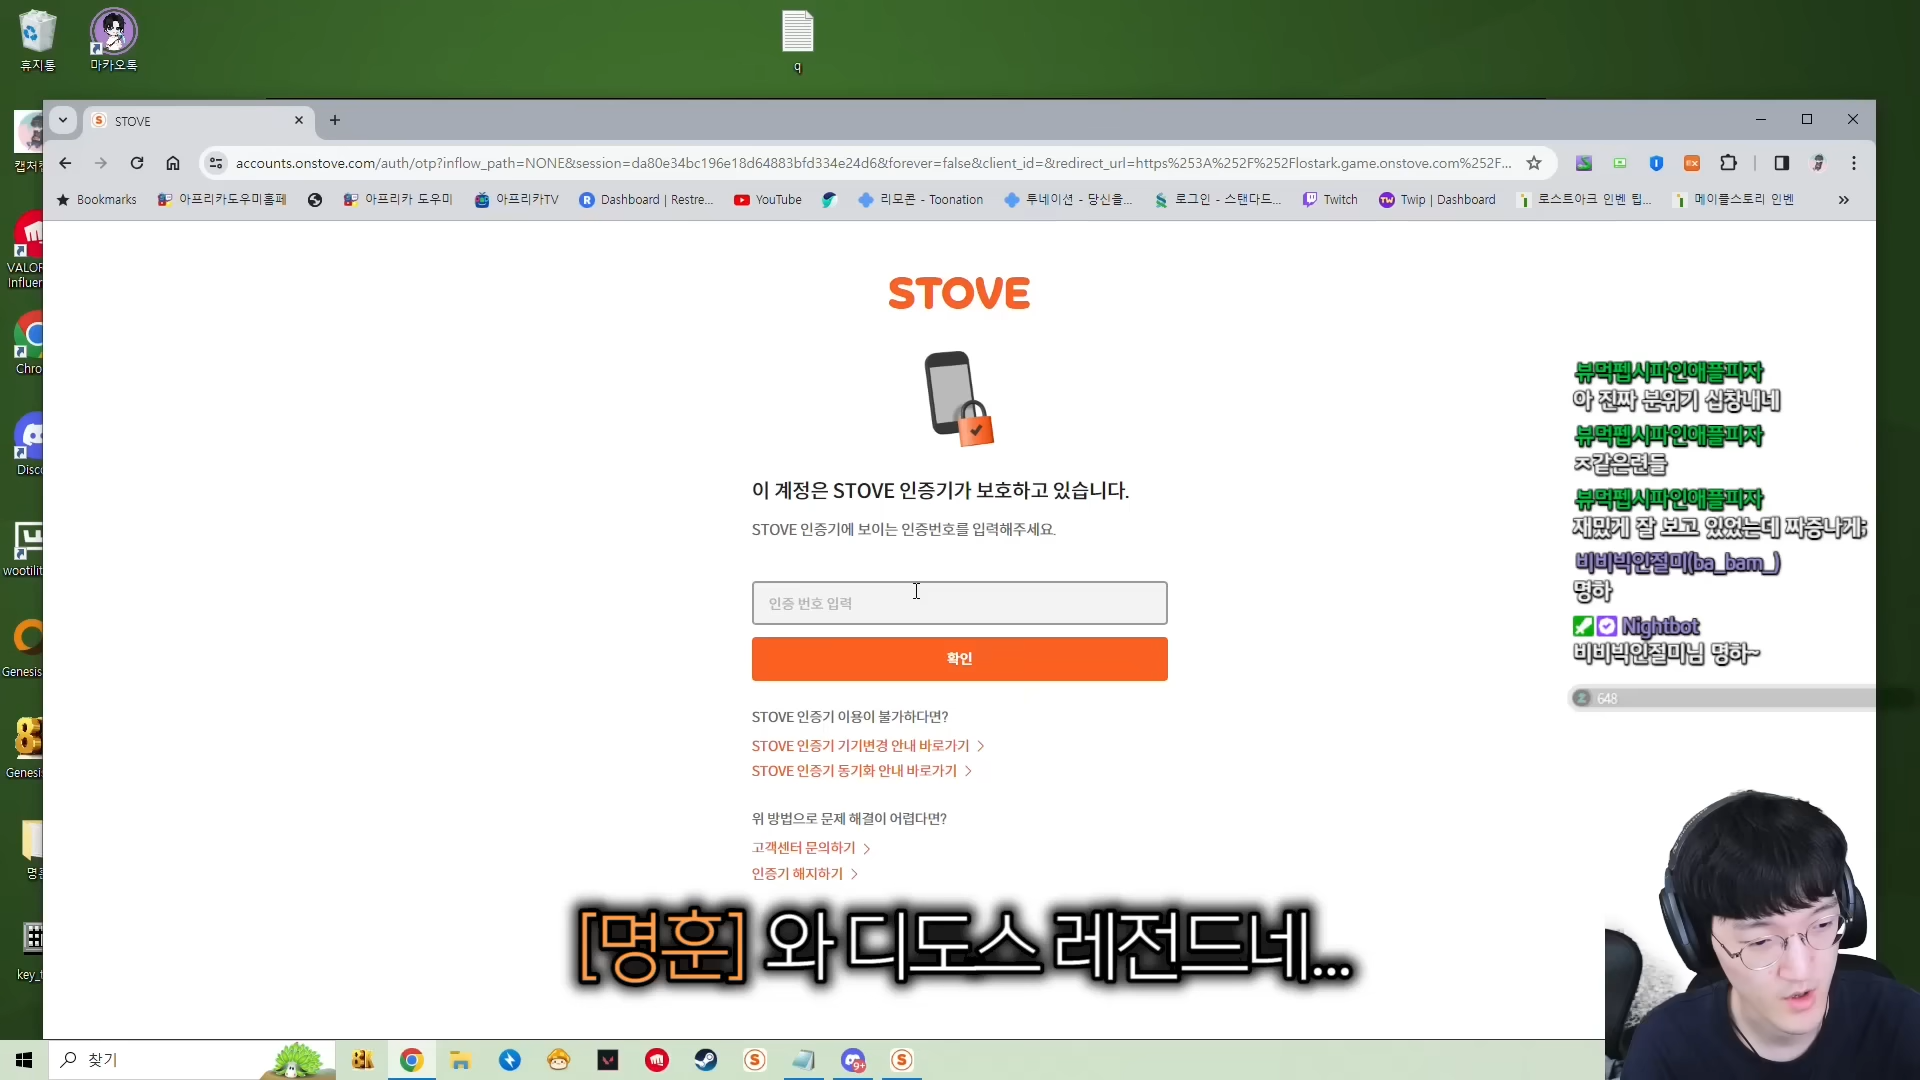 휴지통
마카오톡
q
STOVE
accounts.onstove.com/auth/otp?inflow_path=NONE&session=da80e34bc196e18d64883bfd334e24d6&forever=false&client_id=&redirect_url=https%253A%252F%252Flostark.game.onstove.com%252F...
Bookmarks
아프리카도우미홈페
아프리카 도우미
아프리카TV
Dashboard | Restre...
YouTube
리모콘 - Toonation
투네이션 - 당신을...
로그인 - 스탠다드...
Twitch
Twip | Dashboard
로스트아크 인벤 팁...
메이플스토리 인벤
VALOR
Influen
Chro
Disc
wootilit
Genesis
Genesis
명훈
key_t
STOVE
이 계정은 STOVE 인증기가 보호하고 있습니다.
STOVE 인증기에 보이는 인증번호를 입력해주세요.
인증 번호 입력
확인
STOVE 인증기 이용이 불가하다면?
STOVE 인증기 기기변경 안내 바로가기
STOVE 인증기 동기화 안내 바로가기
위 방법으로 문제 해결이 어렵다면?
고객센터 문의하기
인증기 해지하기
뷰먹펩시파인애플피자
아 진짜 분위기 십창내네
뷰먹펩시파인애플피자
ㅈ같은련들
뷰먹펩시파인애플피자
재밌게 잘 보고 있었는데 짜증나게;
비비빅인절미(ba_bam_)
명하
Nightbot
비비빅인절미님 명하~
648
[명훈] 와 디도스 레전드네...
찾기
9+